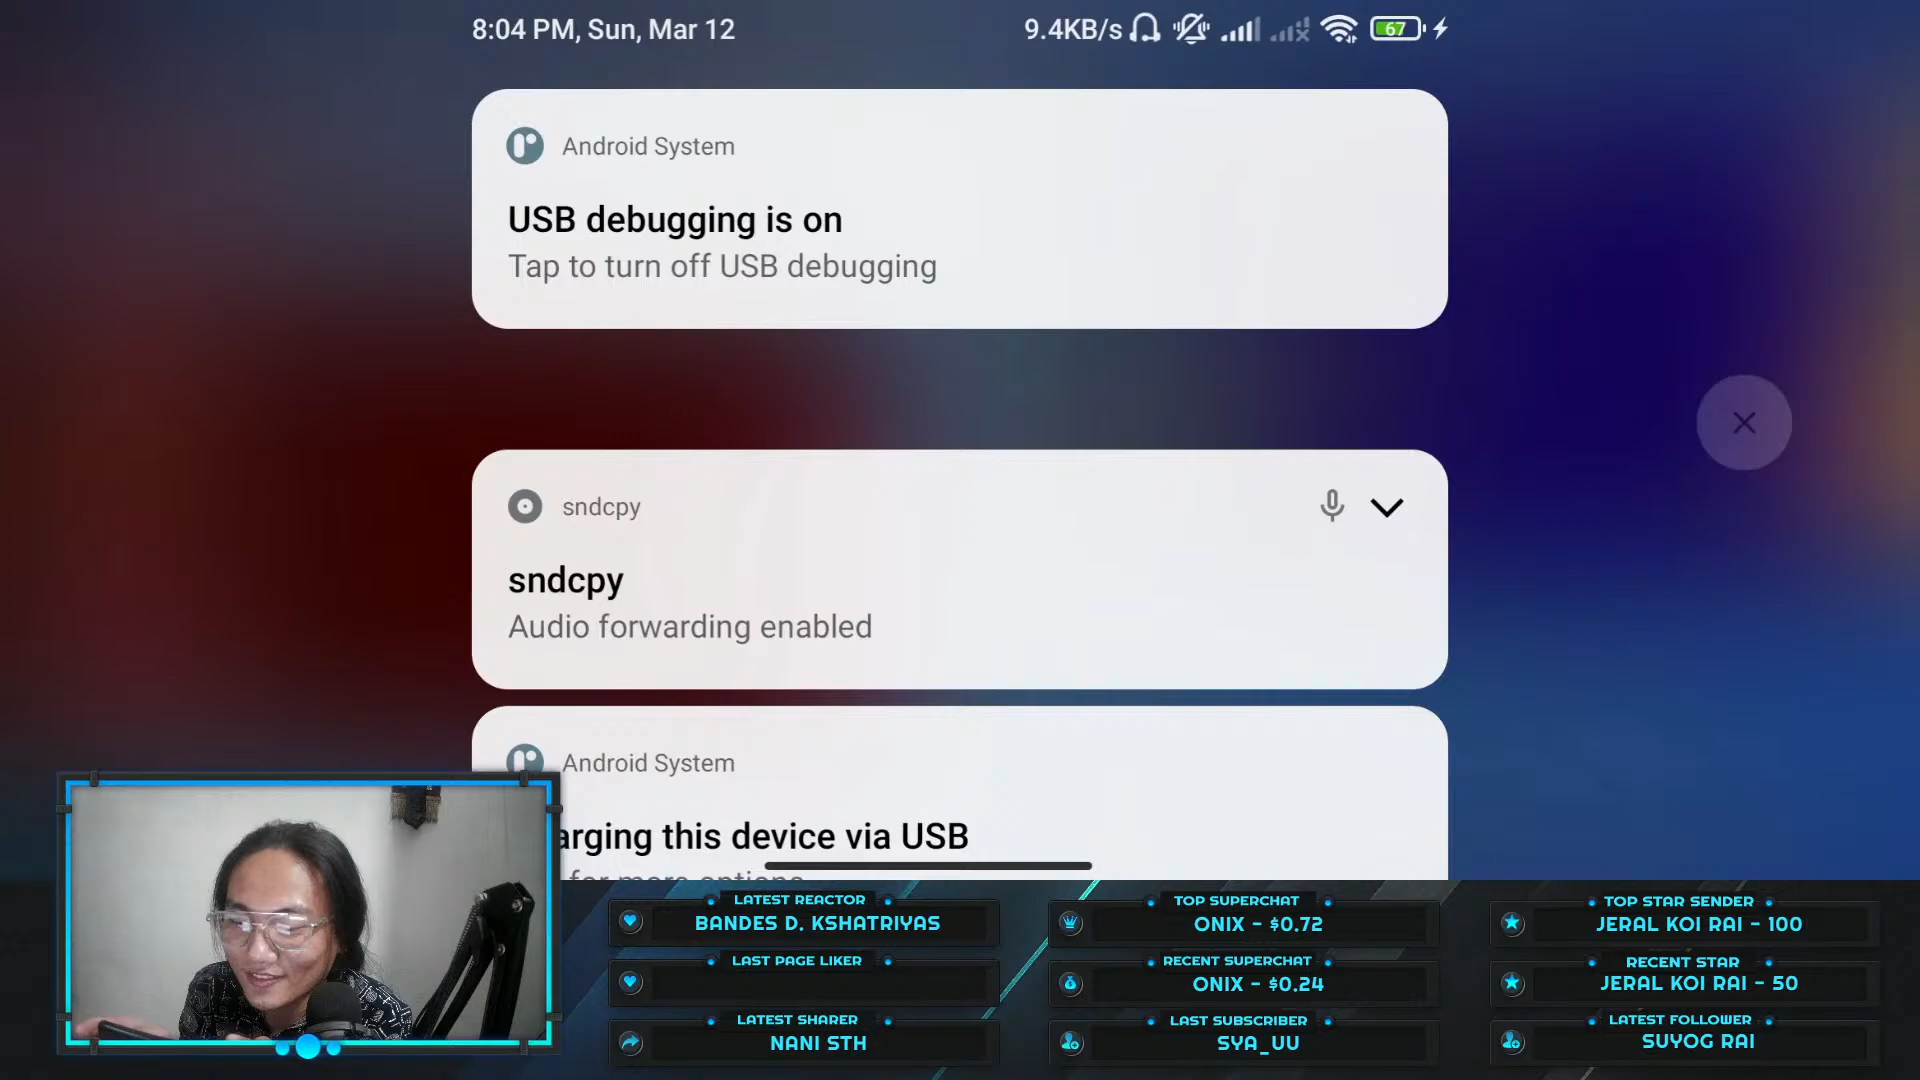 8:04 PM, Sun, Mar 12
9.4KB/s
67
Android System
USB debugging is on
Tap to turn off USB debugging
sndcpy
sndcpy
Audio forwarding enabled
Android System
arging this device via USB
for more options
LATEST REACTOR
BANDES D. KSHATRIYAS
LAST PAGE LIKER
LATEST SHARER
NANI STH
TOP SUPERCHAT
ONIX - $0.72
RECENT SUPERCHAT
ONIX - $0.24
LAST SUBSCRIBER
SYA_UU
TOP STAR SENDER
JERAL KOI RAI - 100
RECENT STAR
JERAL KOI RAI - 50
LATEST FOLLOWER
SUYOG RAI